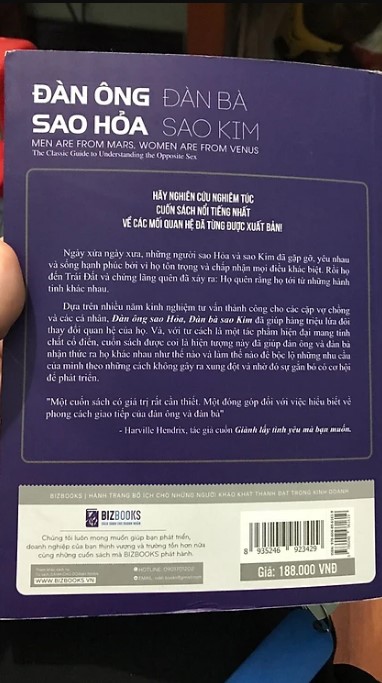 ĐÀN ÔNG ĐÀN BÀ
SAO HỎA SAO KIM
MEN ARE FROM MARS, WOMEN ARE FROM VENUS
The Classic Guide to Understanding the Opposite Sex
HÃY NGHIÊN CỨU NGHIÊM TÚC
CUỐN SÁCH NỔI TIẾNG NHẤT
VỀ CÁC MỐI QUAN HỆ ĐÃ TỪNG ĐƯỢC XUẤT BẢN!
Ngày xửa ngày xưa, những người sao Hỏa và sao Kim đã gặp gỡ, yêu nhau
và sống hạnh phúc bởi vì họ tôn trọng và chấp nhận mọi điều khác biệt. Rồi họ
đến Trái Đất và chứng lãng quên đã xảy ra: Họ quên rằng họ tới từ những hành
tinh khác nhau.
Dựa trên nhiều năm kinh nghiệm tư vấn thành công cho các cặp vợ chồng
và các cá nhân, Đàn ông sao Hỏa, Đàn bà sao Kim đã giúp hàng triệu lứa đôi
thay đổi quan hệ của họ. Và, với tư cách là một tác phẩm hiện đại mang tính
chất cổ điển, cuốn sách được coi là hiện tượng này đã giúp đàn ông và đàn bà
nhận thức ra họ khác nhau như thế nào và làm thế nào để bộc lộ những nhu cầu
của mình theo những cách không gây ra xung đột và nhờ đó sự gắn bó có cơ hội
để phát triển.
"Một cuốn sách có giá trị rất cần thiết. Một đóng góp đối với việc hiểu biết về
phong cách giao tiếp của đàn ông và đàn bà"
- Harville Hendrix, tác giả cuốn Giành lấy tình yêu mà bạn muốn.
BIZBOOKS | HÀNH TRANG BỔ ÍCH CHO NHỮNG NGƯỜI KHAO KHÁT THÀNH ĐẠT TRONG KINH DOANH
BIZBOOKS
Chúng tôi luôn mong muốn giúp bạn phát triển,
doanh nghiệp của bạn thịnh vượng và trường tồn hơn nữa
cùng những cuốn sách mà BIZBOOKS phát hành.
WWW.BIZBOOKS.VN
HOTLINE:
EMAIL:
8 935246 923429
Giá: 188.000 VNĐ